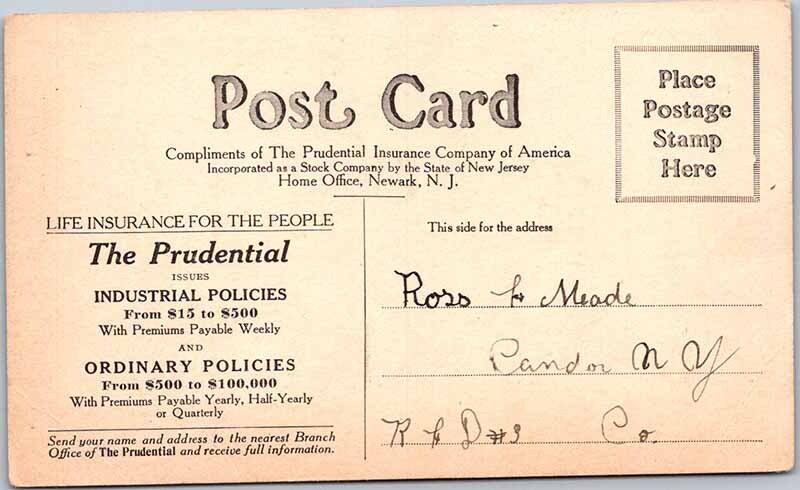 Post Card
Place
Postage
Stamp
Here
Compliments of The Prudential Insurance Company of America
Incorporated as a Stock Company by the State of New Jersey
Home Office, Newark, N. J.
LIFE INSURANCE FOR THE PEOPLE
The Prudential
ISSUES
INDUSTRIAL POLICIES
From $15 to $500
With Premiums Payable Weekly
AND
ORDINARY POLICIES
From $500 to $100,000
With Premiums Payable Yearly, Half-Yearly
or Quarterly
Send your name and address to the nearest Branch
Office of The Prudential and receive full information.
This side for the address
Ross Meade
Candor N Y
R F D #3 Co.